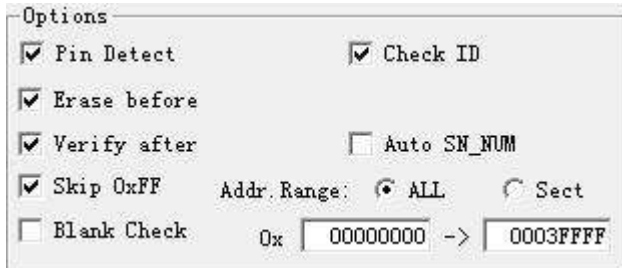 Options
Pin Detect Check ID
Erase before
Verify after Auto SN_NUM
Skip 0xFF Addr.Range: ALL Sect
Blank Check 0x 00000000 -> 0003FFFF